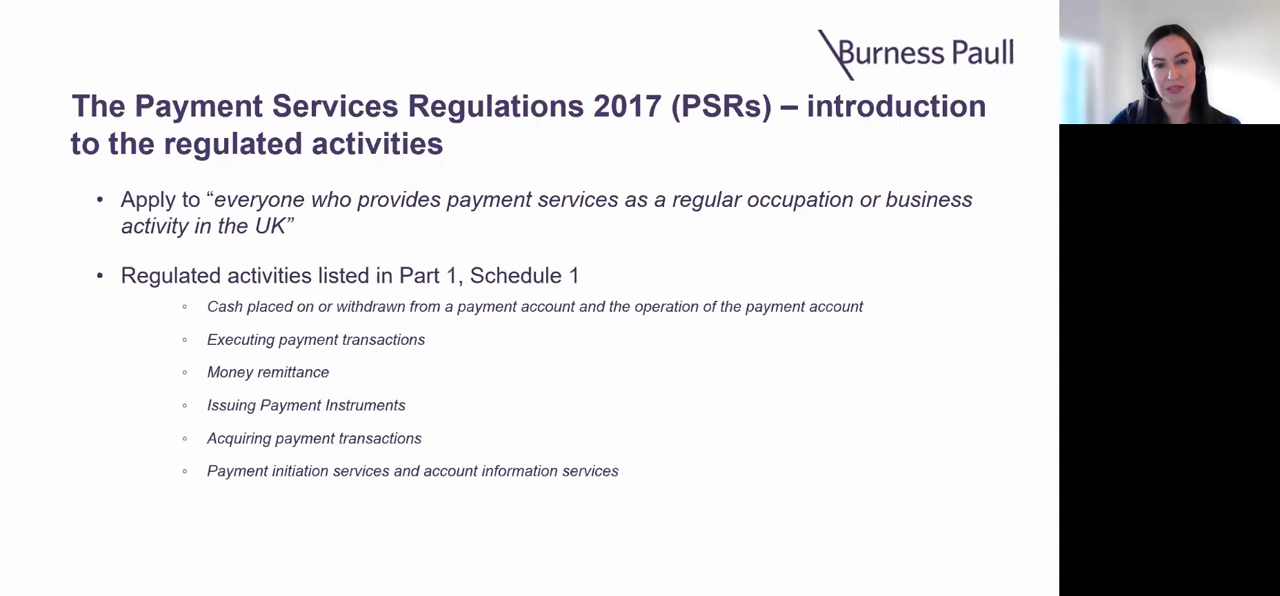 Burness Paull
The Payment Services Regulations 2017 (PSRs) – introduction
to the regulated activities
• Apply to “everyone who provides payment services as a regular occupation or business
activity in the UK”
• Regulated activities listed in Part 1, Schedule 1
◦ Cash placed on or withdrawn from a payment account and the operation of the payment account
◦ Executing payment transactions
◦ Money remittance
◦ Issuing Payment Instruments
◦ Acquiring payment transactions
◦ Payment initiation services and account information services